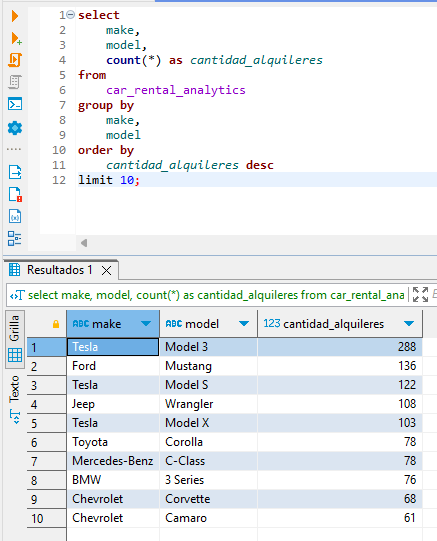 1 select
2 make,
3 model,
4 count(*) as cantidad_alquileres
5 from
6 car_rental_analytics
7 group by
8 make,
9 model
10 order by
11 cantidad_alquileres desc
12 limit 10;
Resultados 1
select make, model, count(*) as cantidad_alquileres from car_rental_ana
Grilla
Texto
ABC make ABC model 123 cantidad_alquileres
1 Tesla Model 3 288
2 Ford Mustang 136
3 Tesla Model S 122
4 Jeep Wrangler 108
5 Tesla Model X 103
6 Toyota Corolla 78
7 Mercedes-Benz C-Class 78
8 BMW 3 Series 76
9 Chevrolet Corvette 68
10 Chevrolet Camaro 61